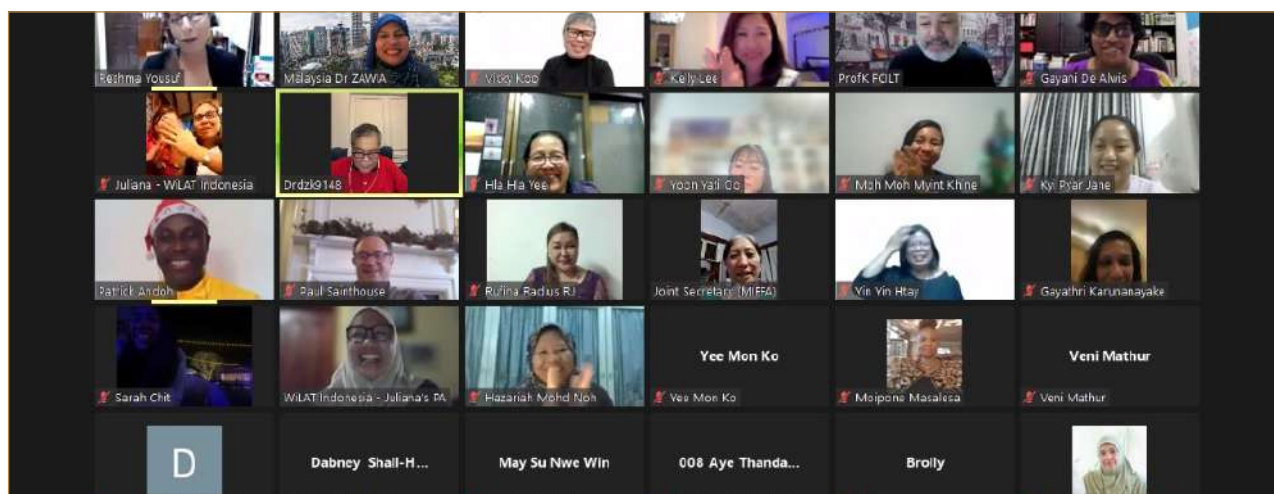 Reshma Yousuf
Malaysia Dr ZAWIA
Vicky Koo
Kelly Lee
ProfK FCILT
Gayani De Alwis
Juliana - WiLAT Indonesia
Drdzk9148
Hla Hla Yee
Yoon Yati Oo
Moh Moh Myint Khine
Kyi Pyar Jane
Patrick Andoh
Paul Sainthouse
Rufina Radius RJ
Joint Secretary (MIFFA)
Yin Yin Htay
Gayathri Karunanayake
Sarah Chit
WiLAT Indonesia - Juliana's PA
Hazariah Mohd Noh
Yee Mon Ko
Yee Mon Ko
Moipone Masalesa
Veni Mathur
Veni Mathur
D
Dabney Shall-H...
May Su Nwe Win
008 Aye Thanda...
Brolly